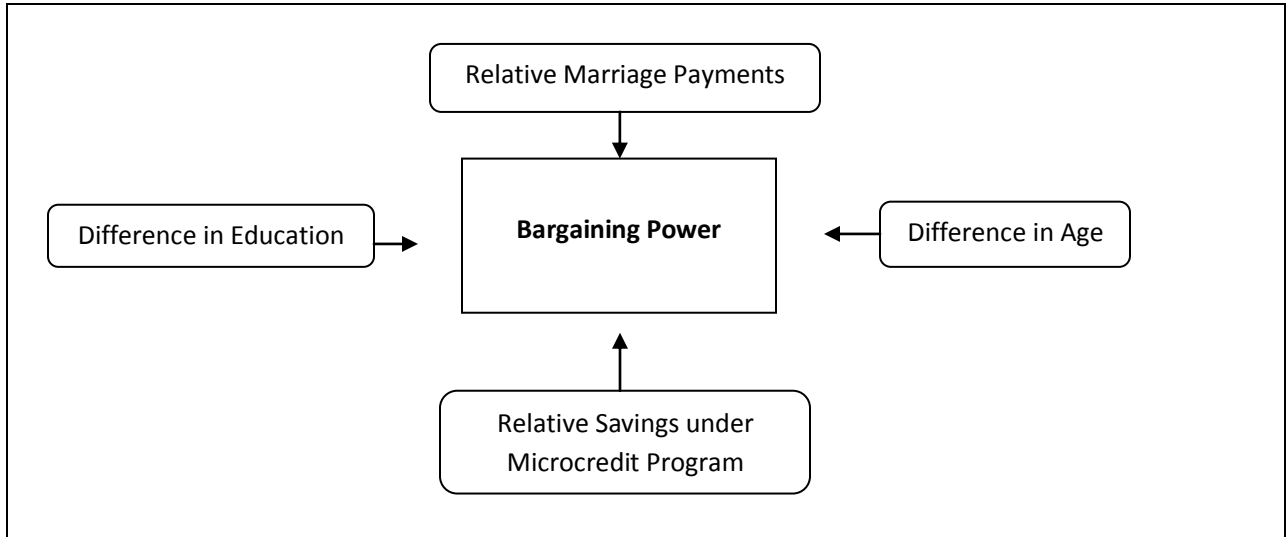 Relative Marriage Payments
Difference in Education
Bargaining Power
Difference in Age
Relative Savings under
Microcredit Program